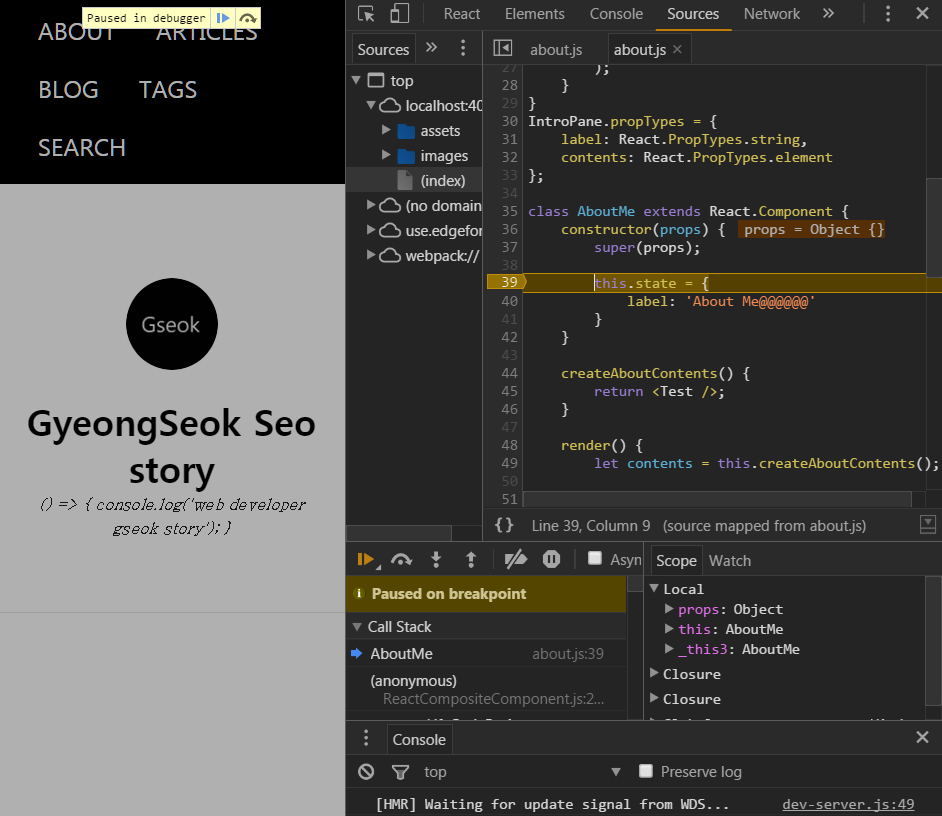 Paused in debugger
ABOUT ARTICLES
BLOG TAGS
SEARCH
Gseok
GyeongSeok Seo
story
() => { console.log('web developer
gseok story'); }
React Elements Console Sources Network »
Sources »
about.js about.js ×
top
localhost:40
assets
images
(index)
(no domain
use.edgefor
webpack://
27 );
28 }
29 }
30 IntroPane.propTypes = {
31 label: React.PropTypes.string,
32 contents: React.PropTypes.element
33 };
34
35 class AboutMe extends React.Component {
36 constructor(props) { props = Object {}
37 super(props);
38
39 this.state = {
40 label: 'About Me@@@@@@'
41 }
42 }
43
44 createAboutContents() {
45 return <Test />;
46 }
47
48 render() {
49 let contents = this.createAboutContents();
50
51
{} Line 39, Column 9 (source mapped from about.js)
Asyn
Paused on breakpoint
Call Stack
AboutMe about.js:39
(anonymous)
ReactCompositeComponent.js:2...
Scope Watch
Local
props: Object
this: AboutMe
_this3: AboutMe
Closure
Closure
Console
top Preserve log
[HMR] Waiting for update signal from WDS... dev-server.js:49